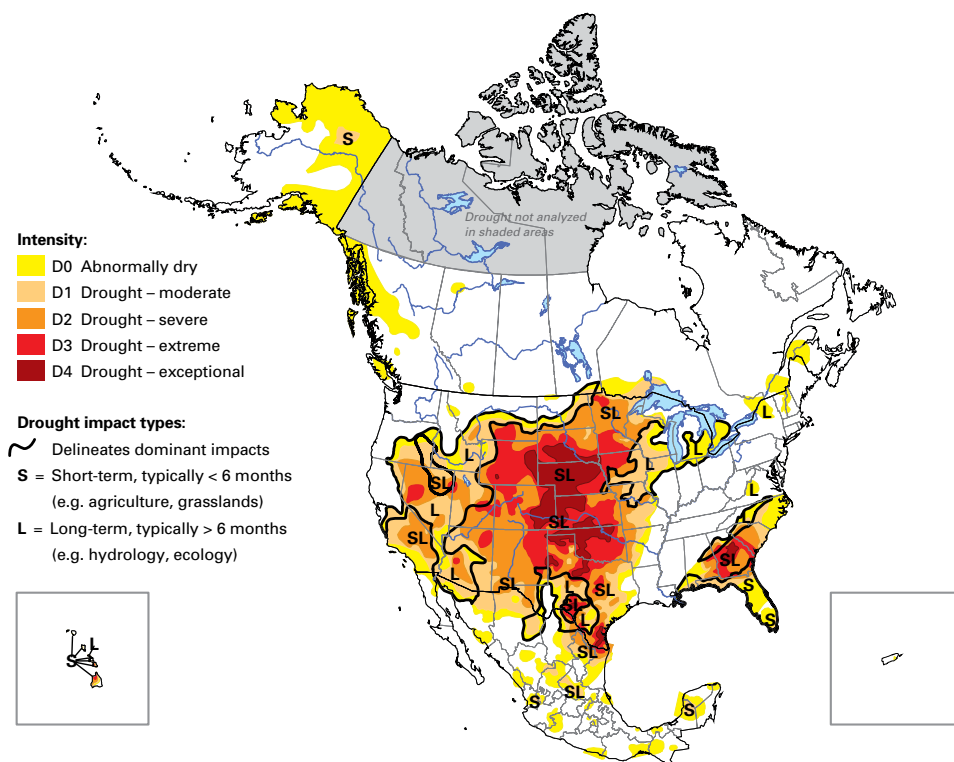 S
Drought not analyzed
in shaded areas
Intensity:
D0 Abnormally dry
D1 Drought – moderate
D2 Drought – severe
D3 Drought – extreme
D4 Drought – exceptional
Drought impact types:
Delineates dominant impacts
S = Short-term, typically < 6 months
(e.g. agriculture, grasslands)
L = Long-term, typically > 6 months
(e.g. hydrology, ecology)
SL
L
L
L
L
SL
SL
L
L
SL
L
SL
L
SL
L
SL
L
SL
SL
L
SL
S
S
SL
SL
S
S
L
S